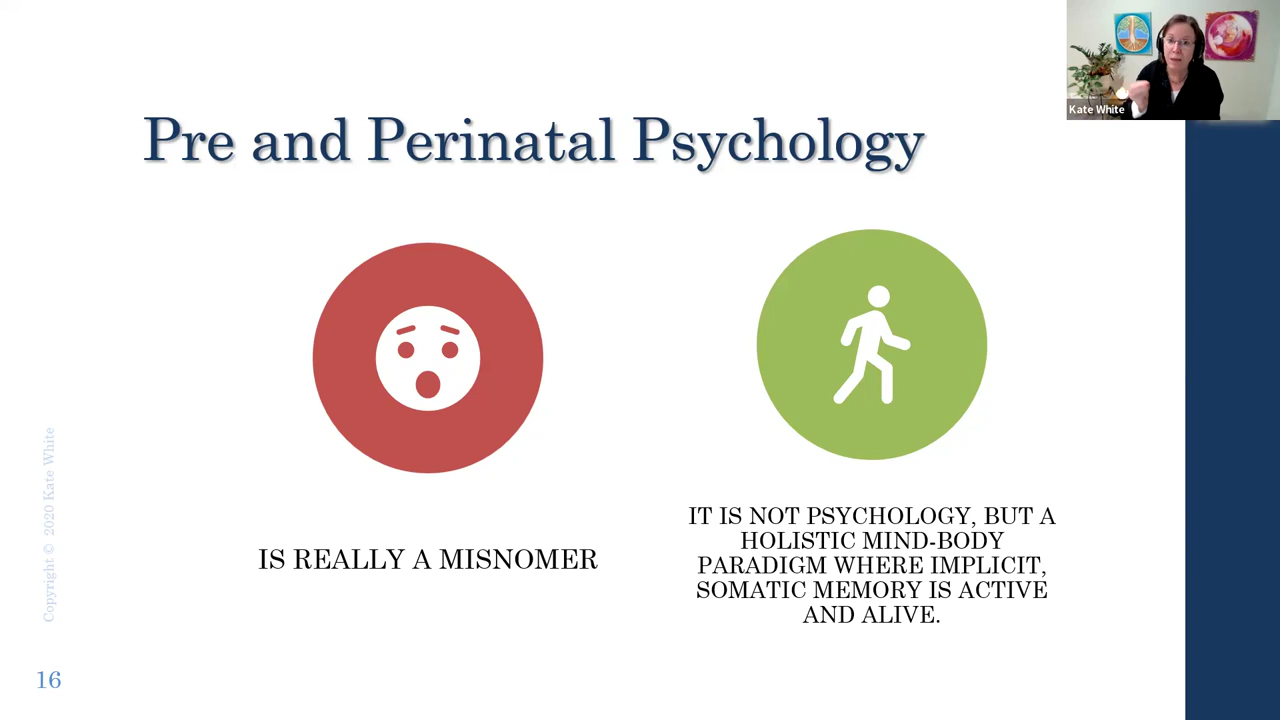 Kate White
Pre and Perinatal Psychology
IS REALLY A MISNOMER
IT IS NOT PSYCHOLOGY, BUT A
HOLISTIC MIND-BODY
PARADIGM WHERE IMPLICIT,
SOMATIC MEMORY IS ACTIVE
AND ALIVE.
Copyright © 2020 Kate White
16